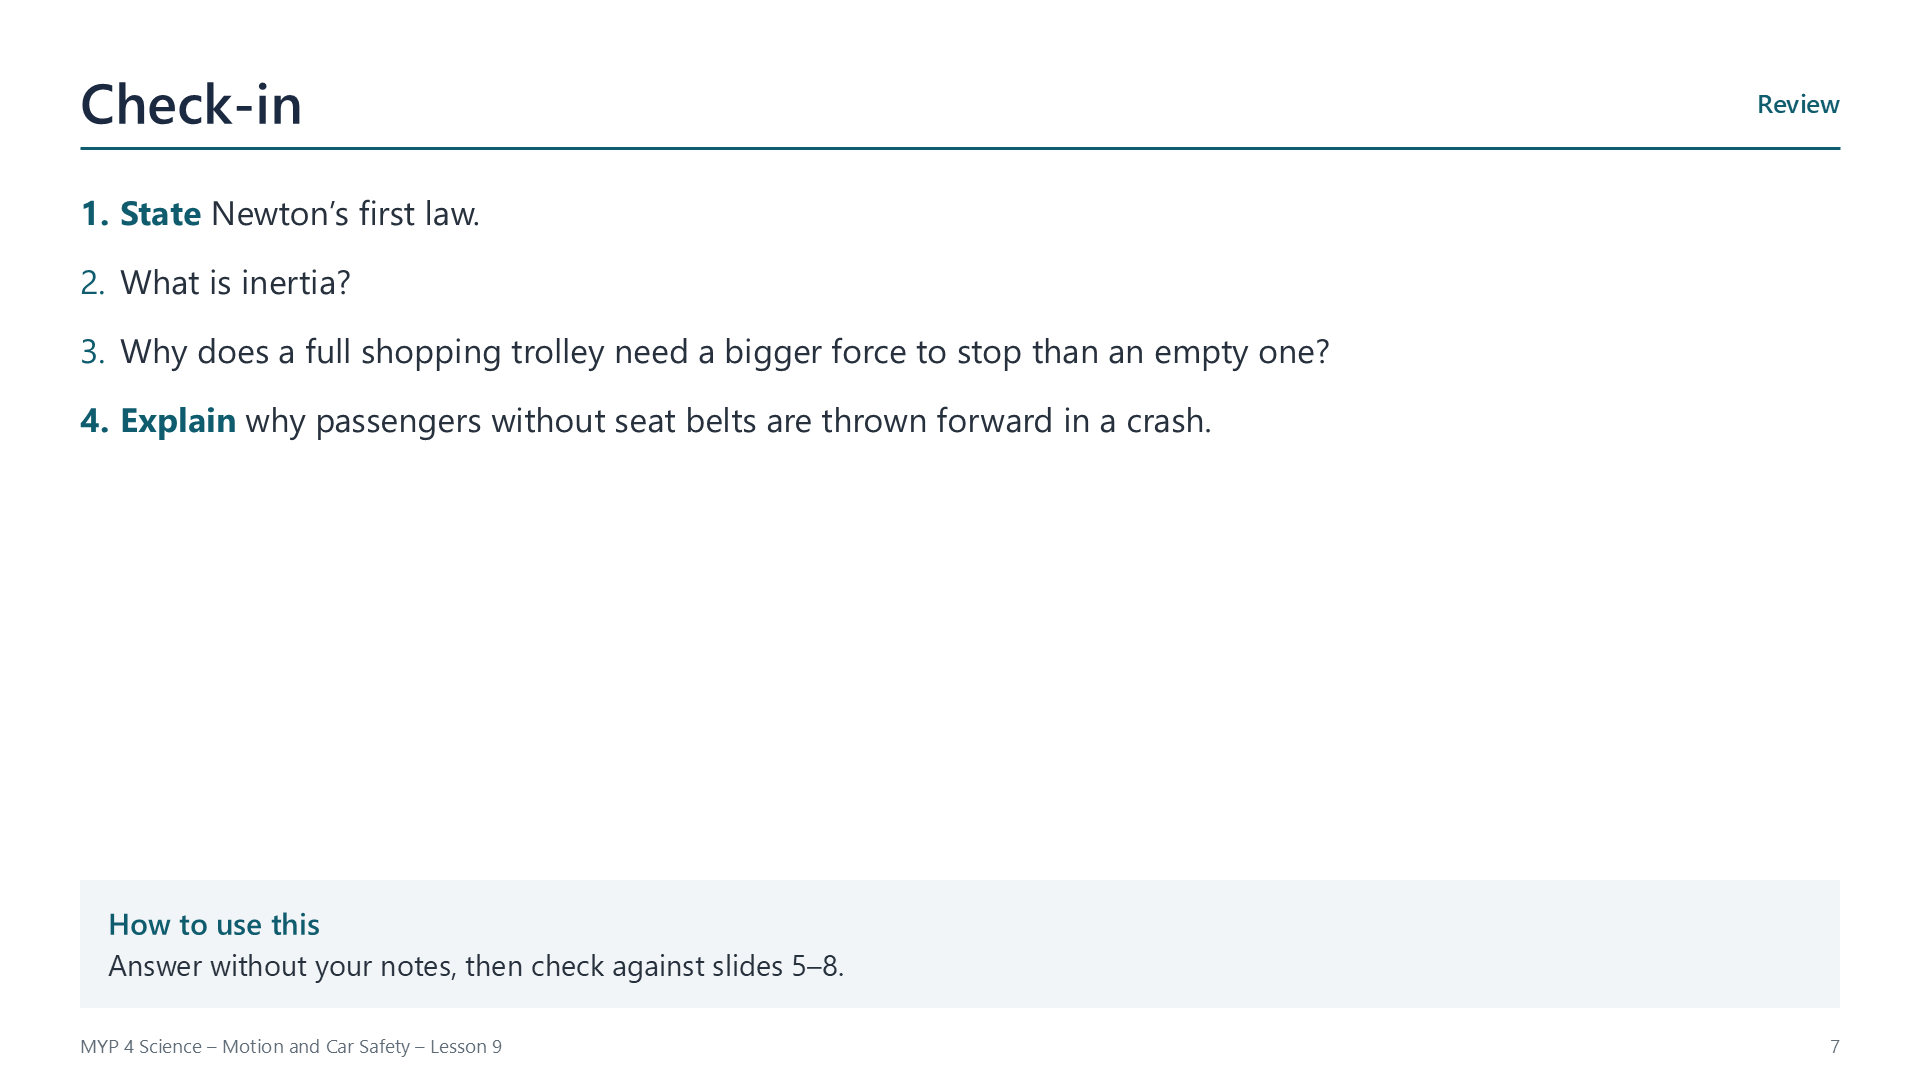 Check-in
Review
1. State Newton’s first law.
2. What is inertia?
3. Why does a full shopping trolley need a bigger force to stop than an empty one?
4. Explain why passengers without seat belts are thrown forward in a crash.
How to use this
Answer without your notes, then check against slides 5–8.
MYP 4 Science – Motion and Car Safety – Lesson 9
7